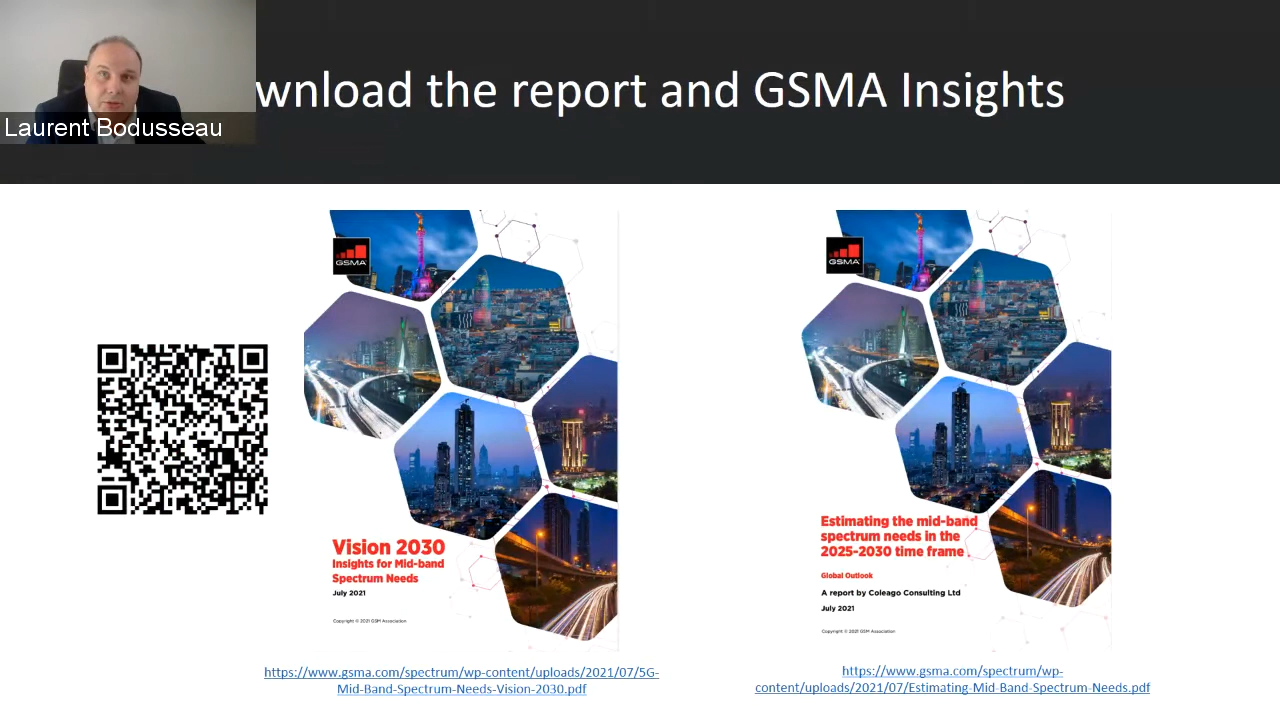 wnload the report and GSMA Insights
Laurent Bodusseau
GSMA
GSMA
Vision 2030
Insights for Mid-band
Spectrum Needs
July 2021
Copyright © 2021 GSM Association
Estimating the mid-band
spectrum needs in the
2025-2030 time frame
Global Outlook
A report by Coleago Consulting Ltd
July 2021
Copyright © 2021 GSM Association
https://www.gsma.com/spectrum/wp-content/uploads/2021/07/5G-
Mid-Band-Spectrum-Needs-Vision-2030.pdf
https://www.gsma.com/spectrum/wp-
content/uploads/2021/07/Estimating-Mid-Band-Spectrum-Needs.pdf